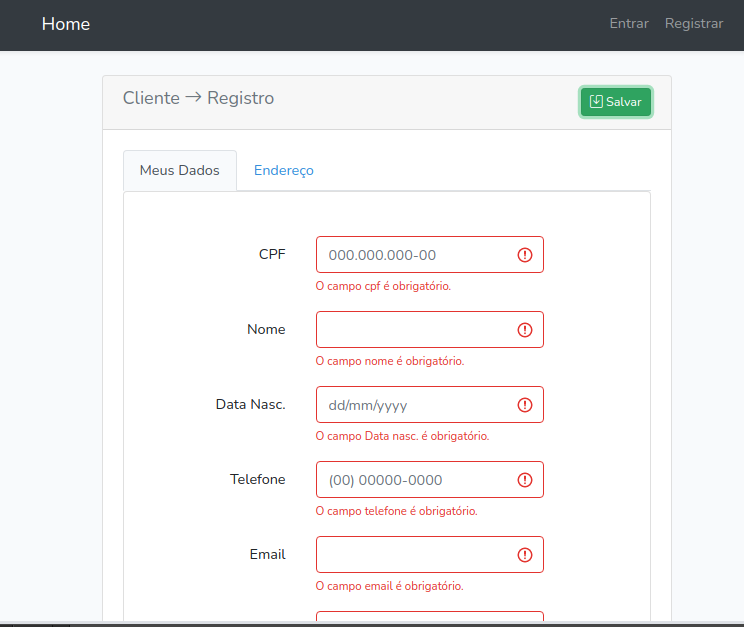 Home Entrar Registrar
Cliente → Registro Salvar
Meus Dados Endereço
CPF 000.000.000-00
O campo cpf é obrigatório.
Nome
O campo nome é obrigatório.
Data Nasc. dd/mm/yyyy
O campo Data nasc. é obrigatório.
Telefone (00) 00000-0000
O campo telefone é obrigatório.
Email
O campo email é obrigatório.